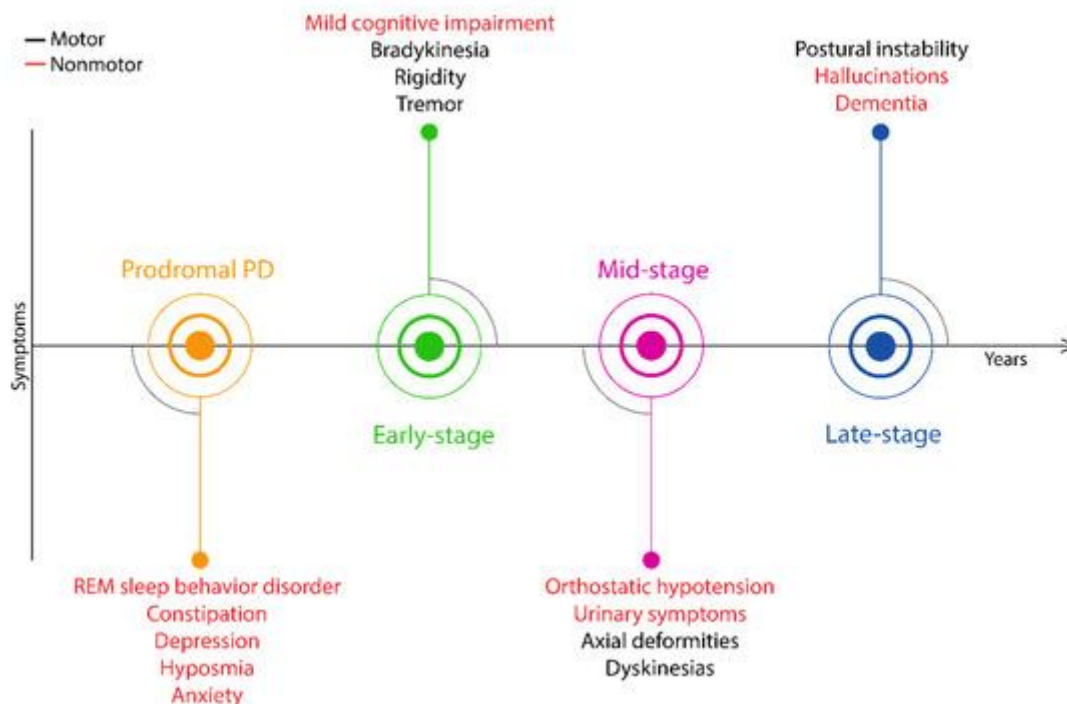 Motor
Nonmotor
Mild cognitive impairment
Bradykinesia
Rigidity
Tremor
Postural instability
Hallucinations
Dementia
Prodromal PD
Mid-stage
Symptoms
Years
Early-stage
Late-stage
REM sleep behavior disorder
Constipation
Depression
Hyposmia
Anxiety
Orthostatic hypotension
Urinary symptoms
Axial deformities
Dyskinesias